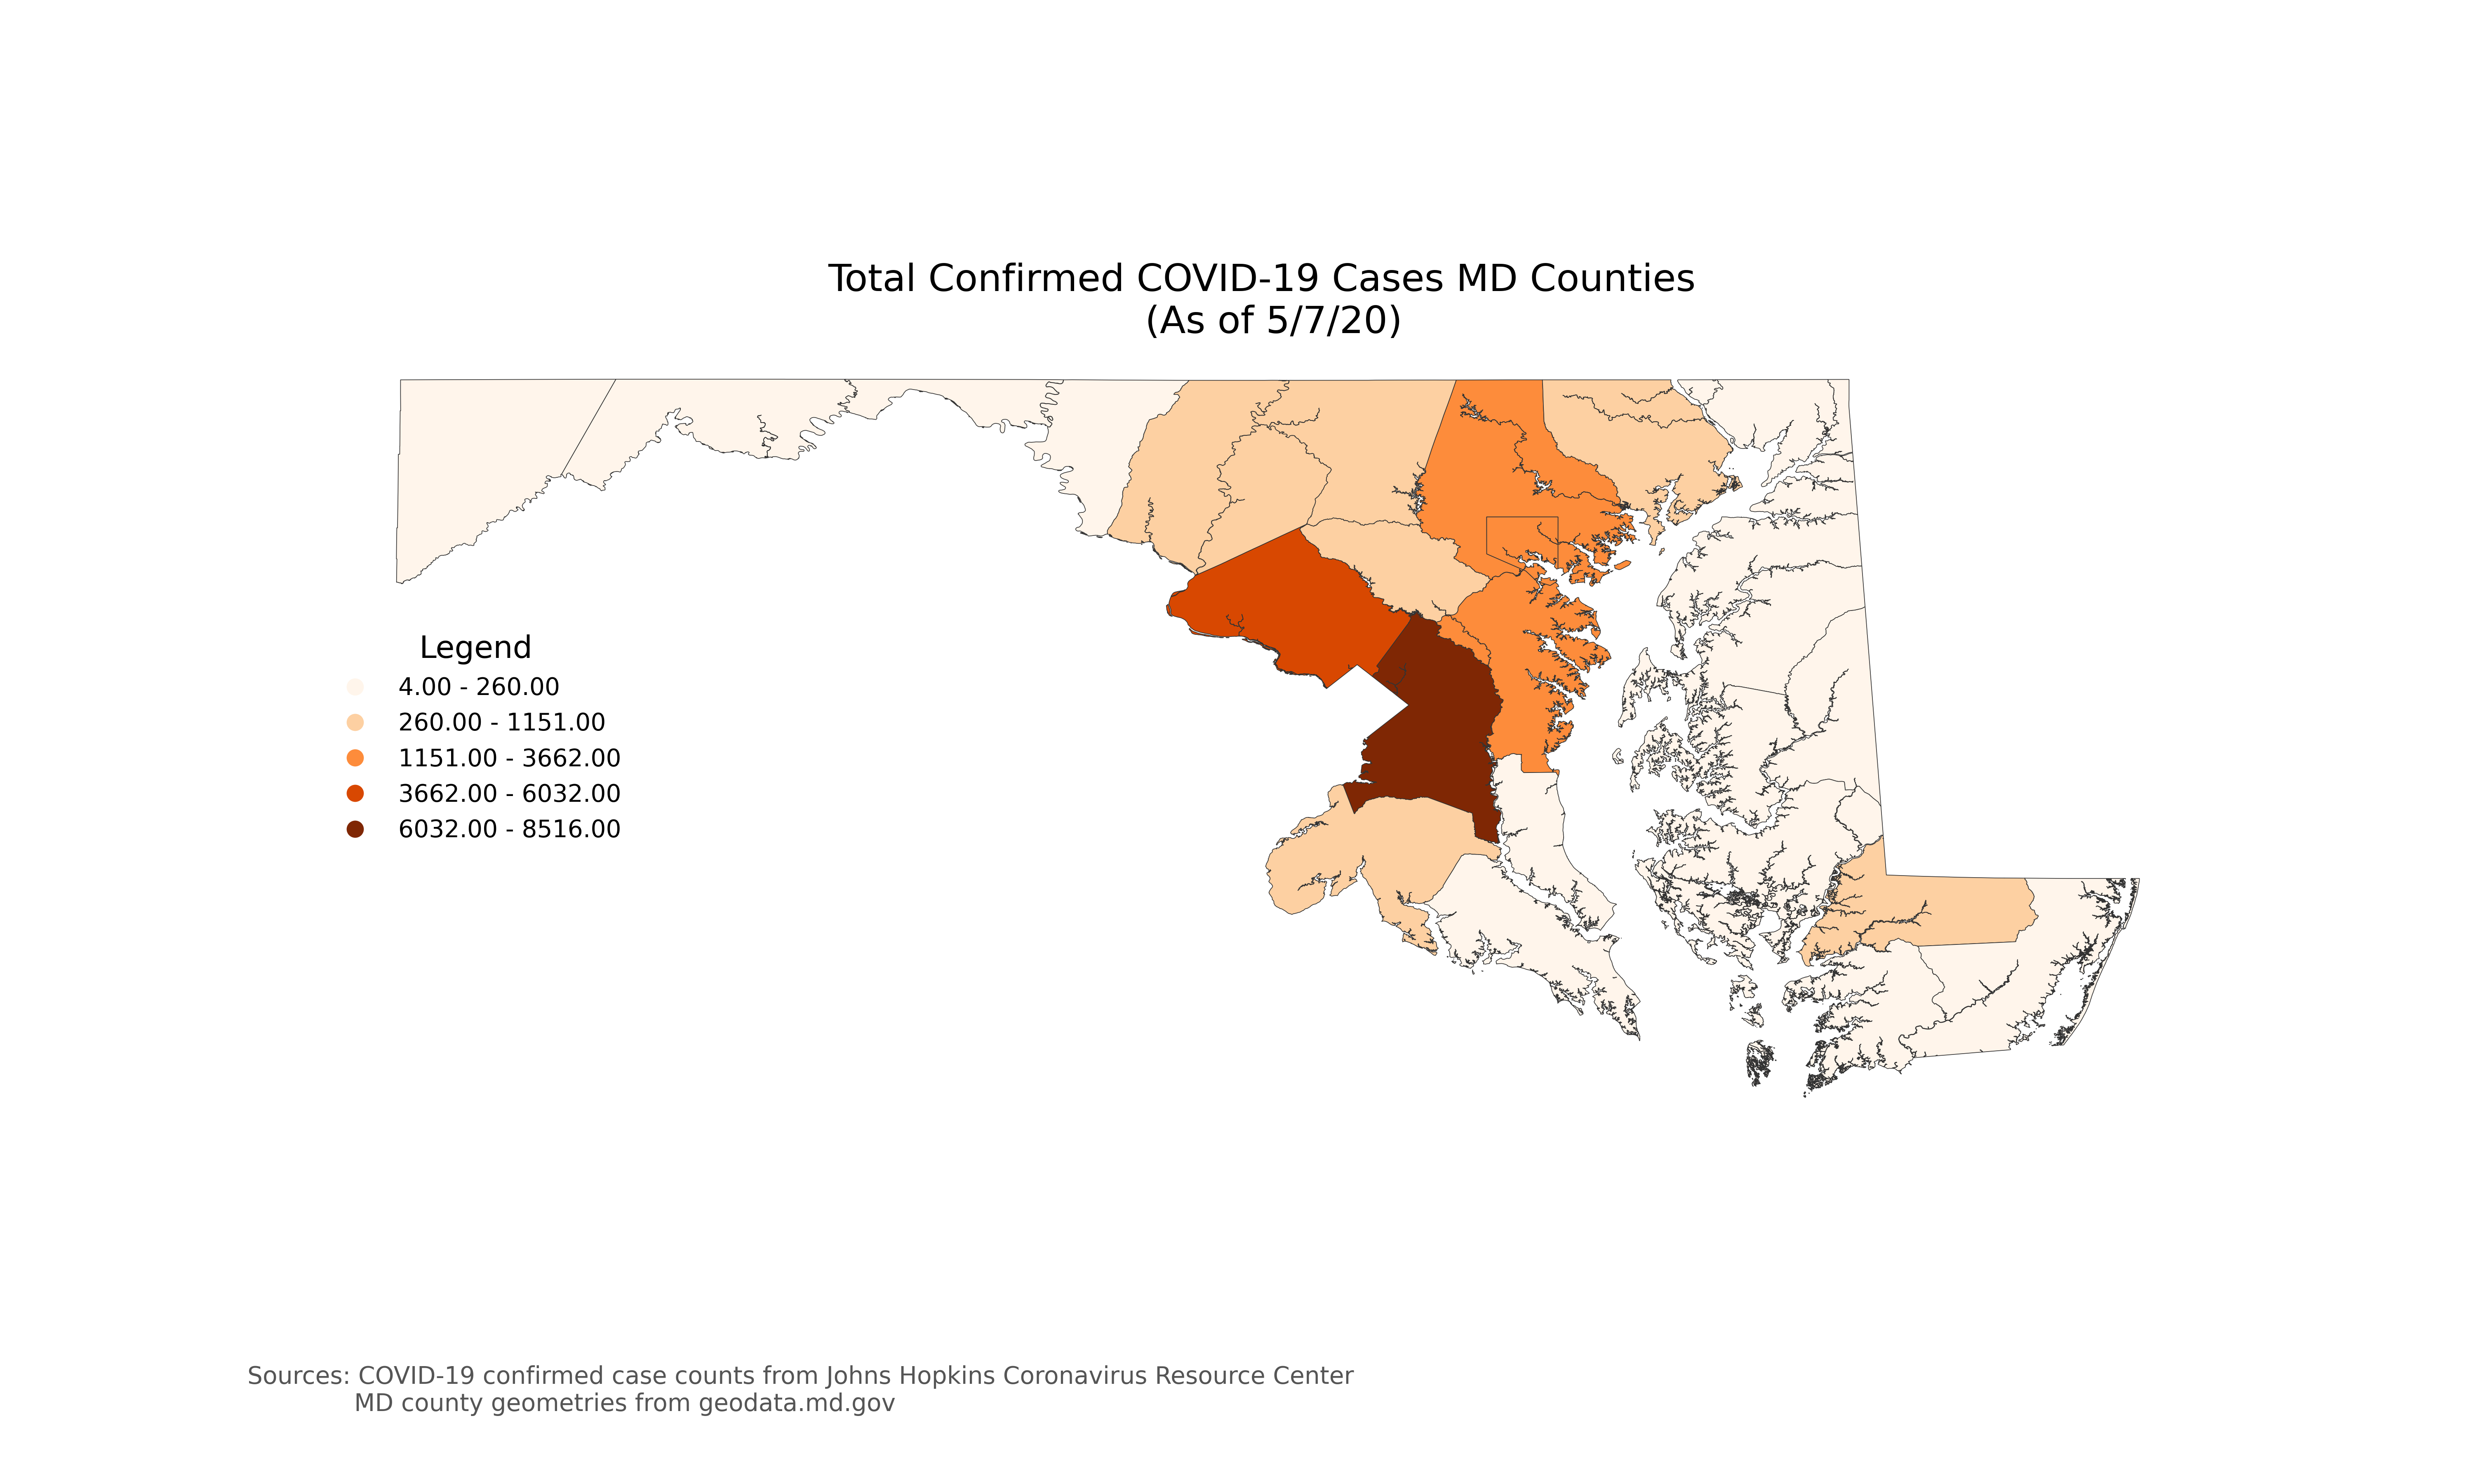 Total Confirmed COVID-19 Cases MD Counties
(As of 5/7/20)
Legend
4.00 - 260.00
260.00 - 1151.00
1151.00 - 3662.00
3662.00 - 6032.00
6032.00 - 8516.00
Sources: COVID-19 confirmed case counts from Johns Hopkins Coronavirus Resource Center
MD county geometries from geodata.md.gov